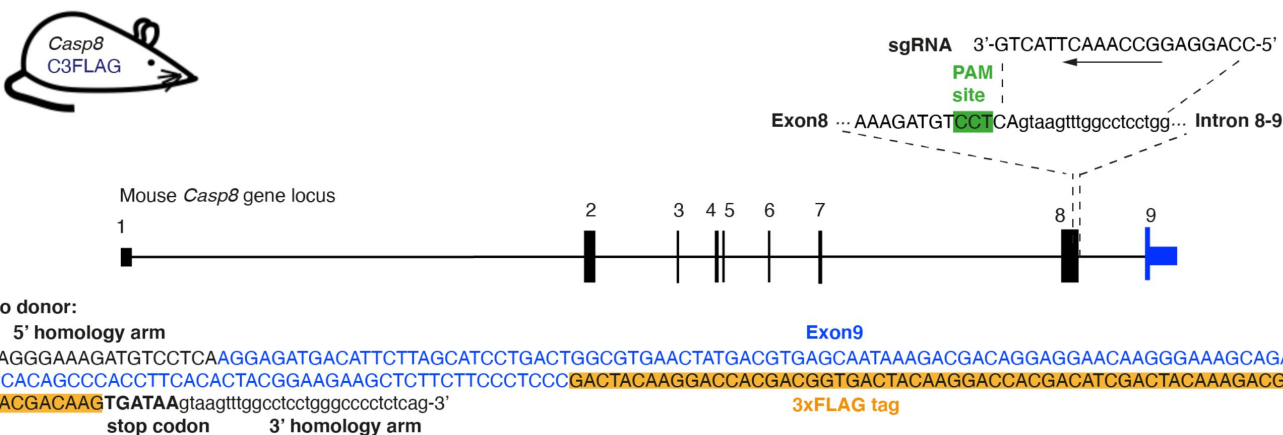 Casp8
C3FLAG
sgRNA 3'-GTCATTCAAACCGGAGGACC-5'
PAM
site
Exon8 ... AAAGATGTCCTCAgtaagtttggcctcctgg... Intron 8-9
Mouse Casp8 gene locus
1 2 3 4 5 6 7 8 9
o donor:
5' homology arm Exon9
AGGGAAAGATGTCCTCAAGGAGATGACATTCTTAGCATCCTGACTGGCGTGAACTATGACGTGAGCAATAAAGACGACAGGAGGAACAAGGGAAAGCAGA
CACAGCCCACCTTCACACTACGGAAGAAGCTCTTCTTCCCTCCCGACTACAAGGACCACGACGGTGACTACAAGGACCACGACATCGACTACAAAGACG
ACGACAAGTGATAAgtaagtttggcctcctgggcccctctcag-3'
3xFLAG tag
stop codon 3' homology arm